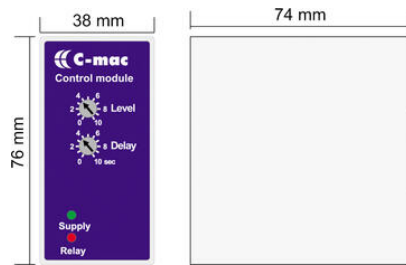 38 mm
74 mm
76 mm
C-mac
Control module
4 6
2 8 Level
0 10
4 6
2 8 Delay
0 10 sec
Supply
Relay